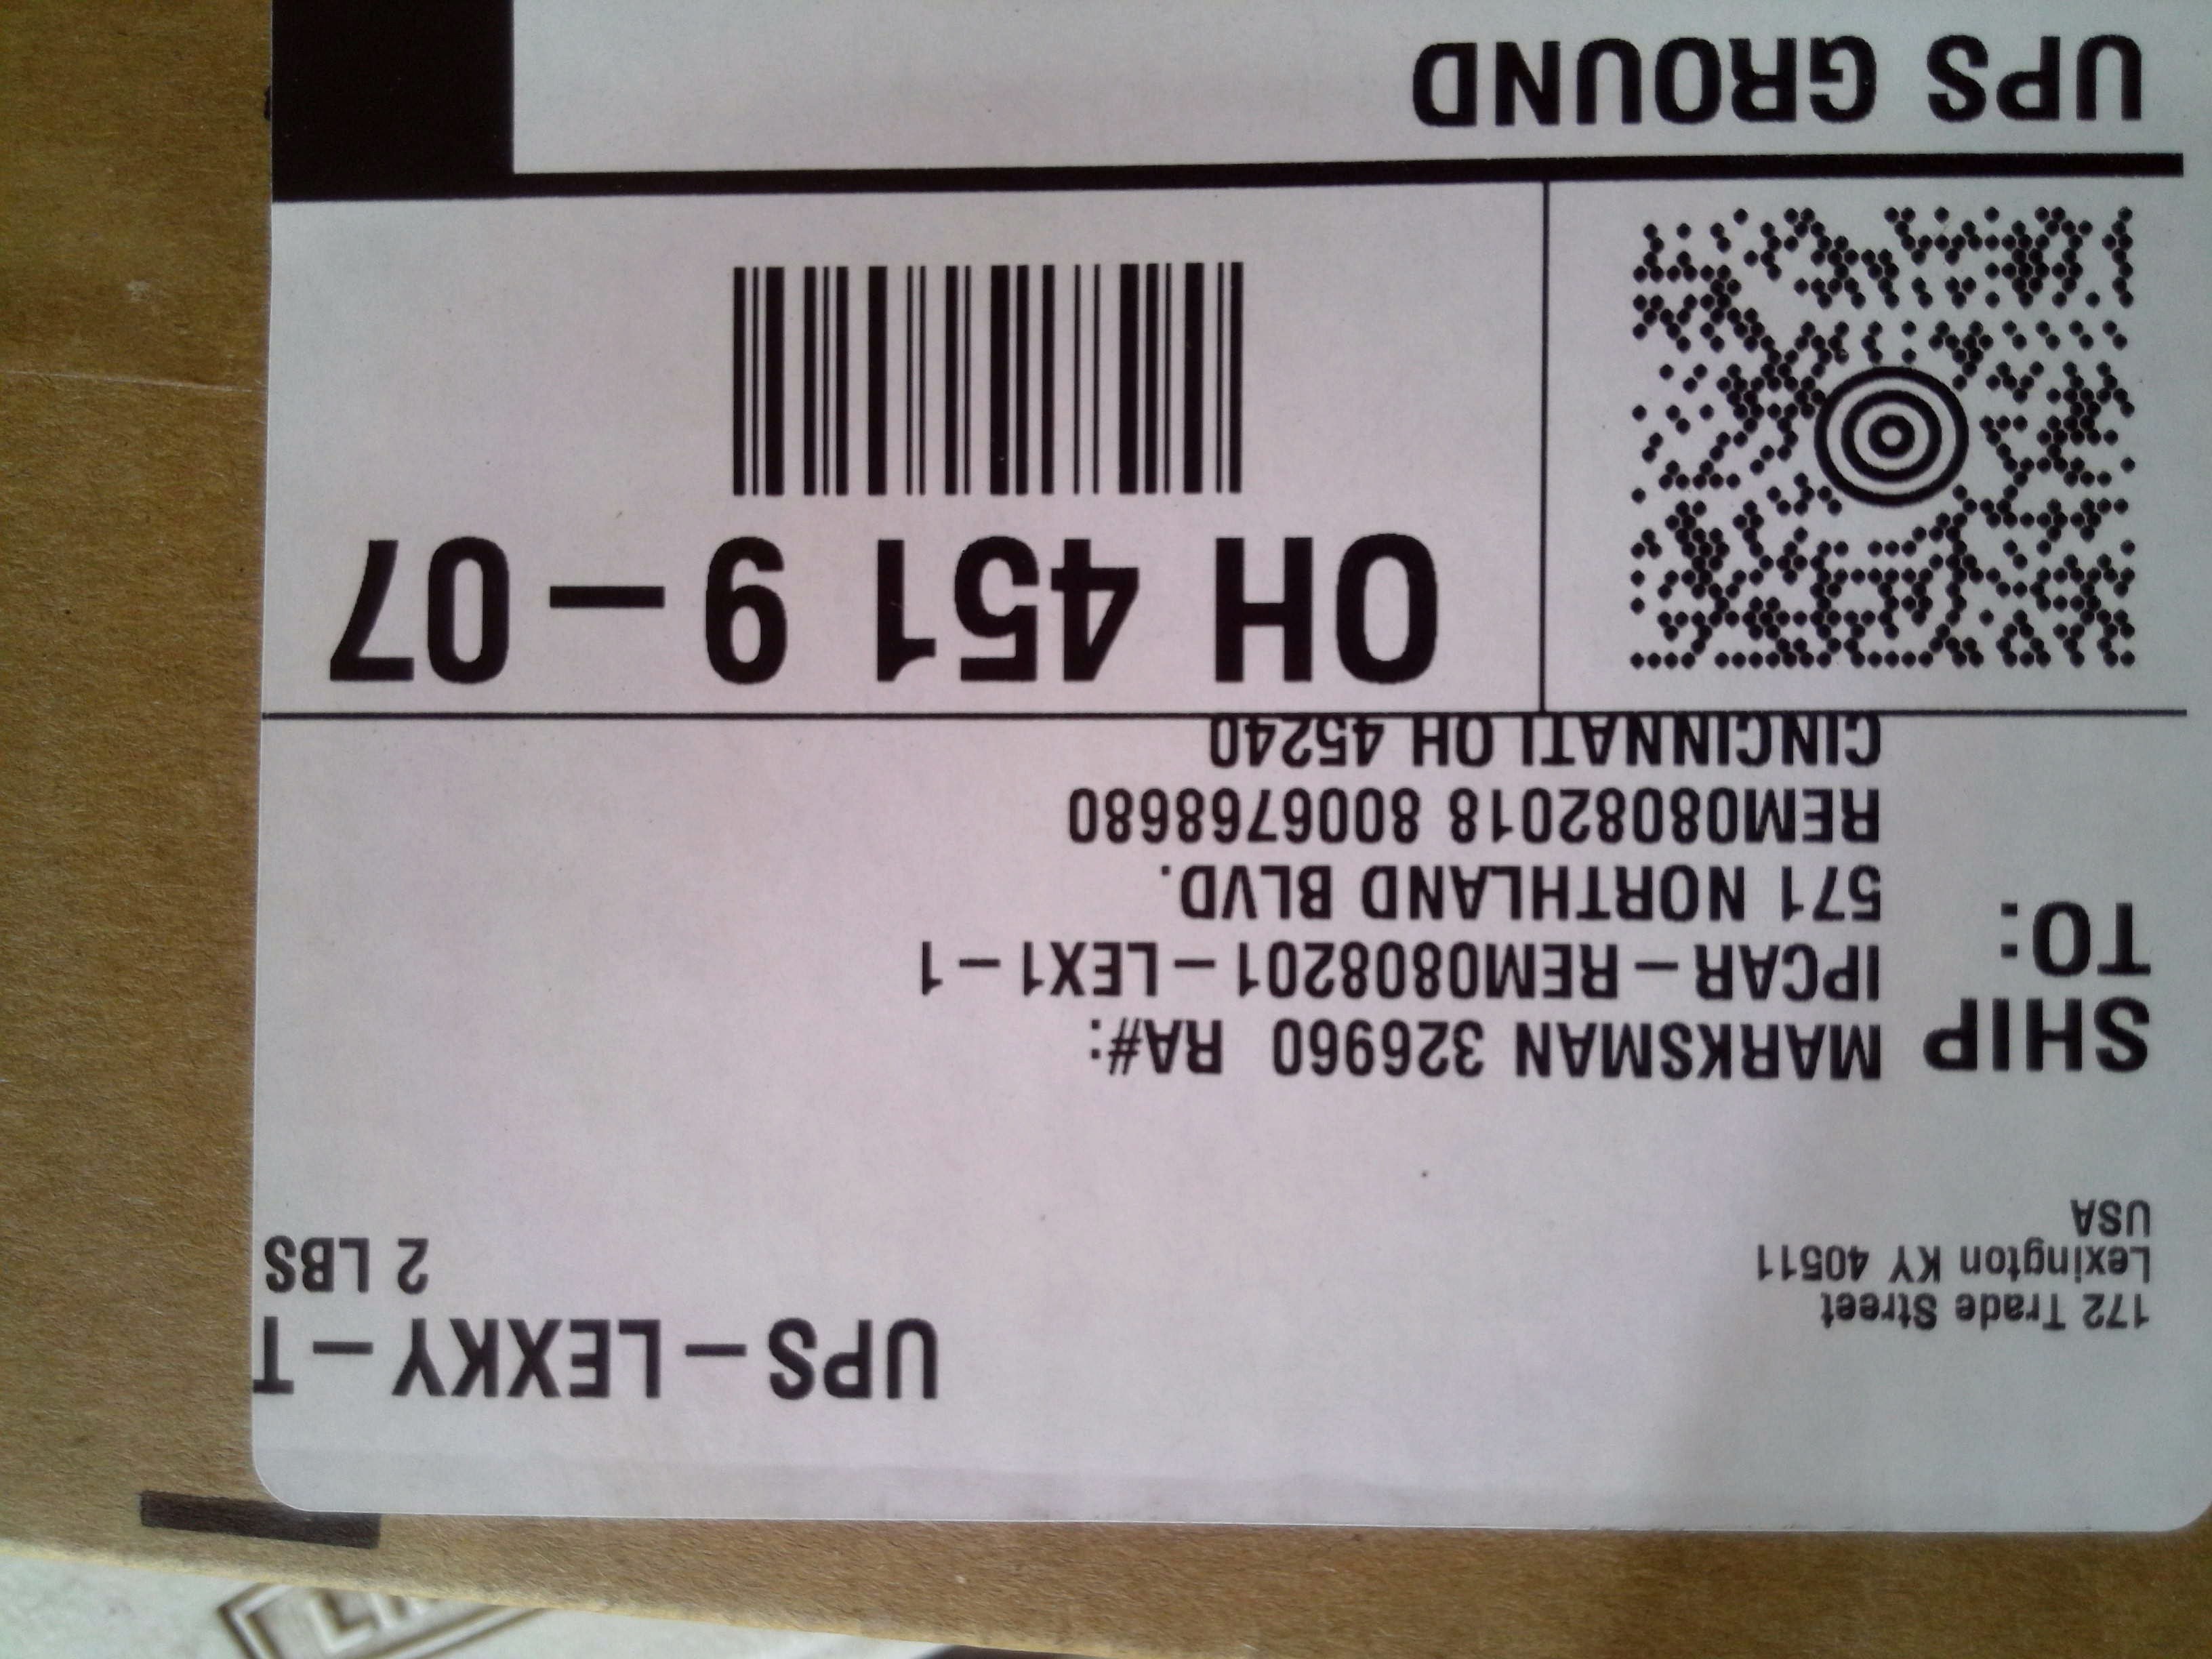 UPS-LEXKY-T
2 LBS
172 Trade Street
Lexington KY 40511
USA
SHIP
TO:
MARKSMAN 326960 RA#:
IPCAR-REM0808201-LEX1-1
571 NORTHLAND BLVD.
REM08082018 8006768680
CINCINNATI OH 45240
OH 451 9-07
UPS GROUND